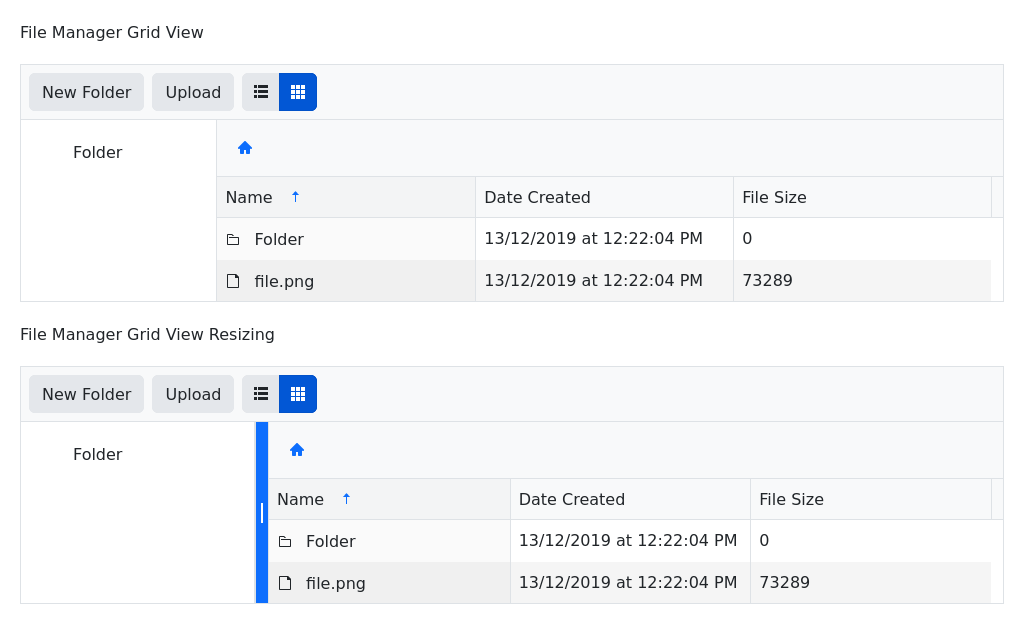 File Manager Grid View
New Folder Upload
Folder
Name Date Created File Size
Folder 13/12/2019 at 12:22:04 PM 0
file.png 13/12/2019 at 12:22:04 PM 73289
File Manager Grid View Resizing
New Folder Upload
Folder
Name Date Created File Size
Folder 13/12/2019 at 12:22:04 PM 0
file.png 13/12/2019 at 12:22:04 PM 73289